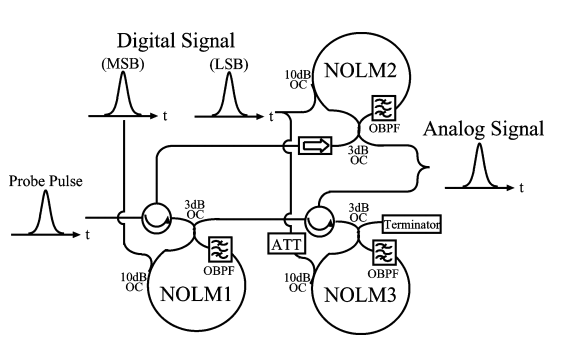 Digital Signal
(MSB)
(LSB)
t
t
10dB
OC
NOLM2
OBPF
3dB
OC
Analog Signal
t
Probe Pulse
t
3dB
OC
OBPF
10dB
OC
NOLM1
ATT
3dB
OC
Terminator
OBPF
10dB
OC
NOLM3